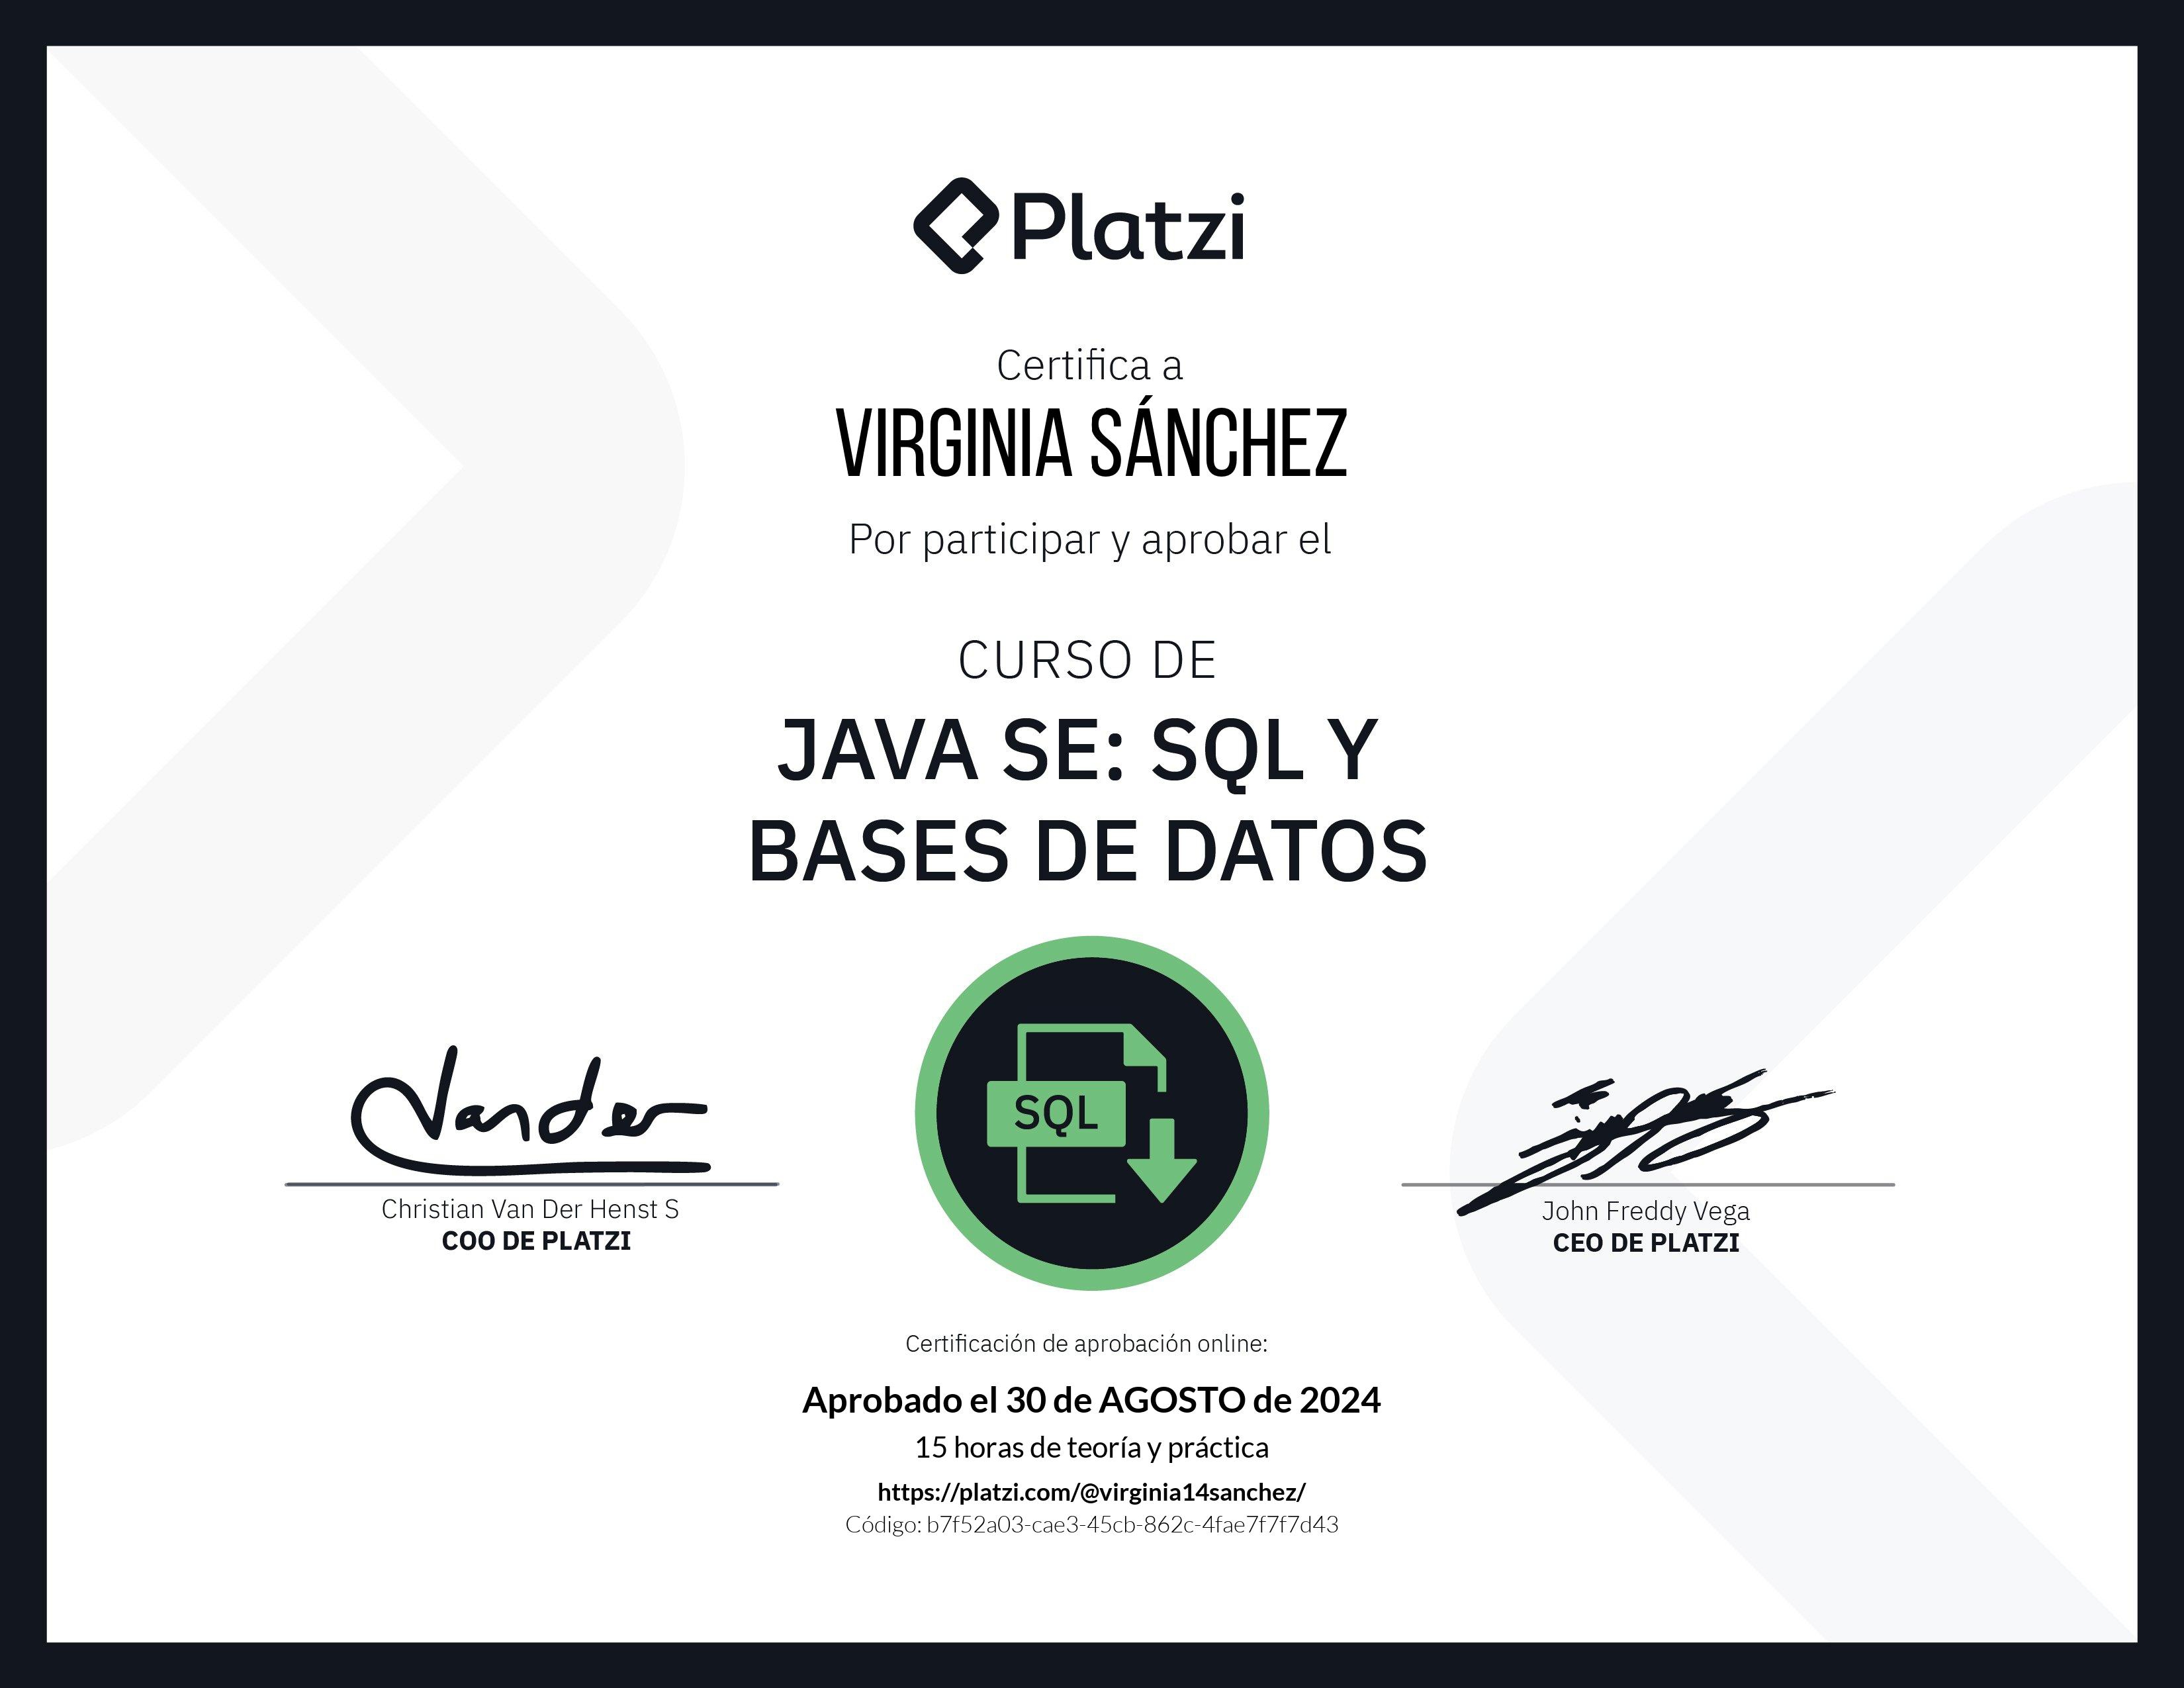 Platzi
Certifica a
VIRGINIA SÁNCHEZ
Por participar y aprobar el
CURSO DE
JAVA SE: SQL Y
BASES DE DATOS
SQL
Vander
Christian Van Der Henst S
COO DE PLATZI
John Freddy Vega
CEO DE PLATZI
Certificación de aprobación online:
Aprobado el 30 de AGOSTO de 2024
15 horas de teoría y práctica
https://platzi.com/@virginia14sanchez/
Código: b7f52a03-cae3-45cb-862c-4fae7f7f7d43